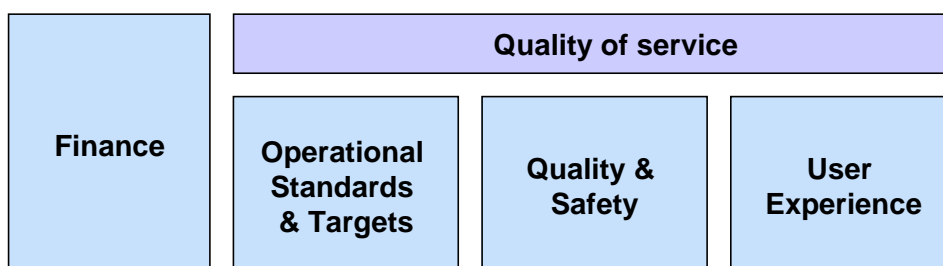 Quality of service
Finance
Operational
Standards
& Targets
Quality &
Safety
User
Experience